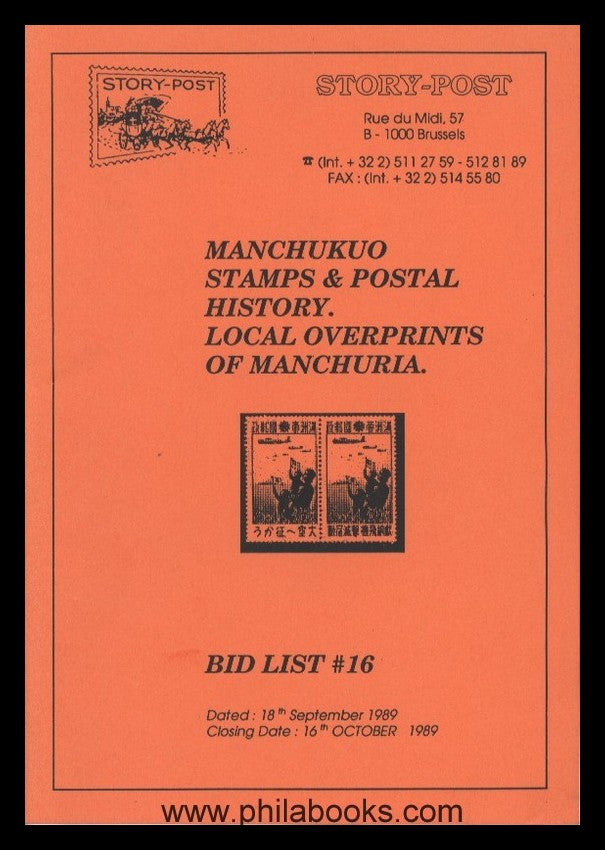 STORY-POST
STORY-POST
Rue du Midi, 57
B - 1000 Brussels
☎ (Int. + 32 2) 511 27 59 - 512 81 89
FAX : (Int. + 32 2) 514 55 80
MANCHUKUO
STAMPS & POSTAL
HISTORY.
LOCAL OVERPRINTS
OF MANCHURIA.
BID LIST #16
Dated : 18th September 1989
Closing Date : 16th OCTOBER 1989
www.philabooks.com